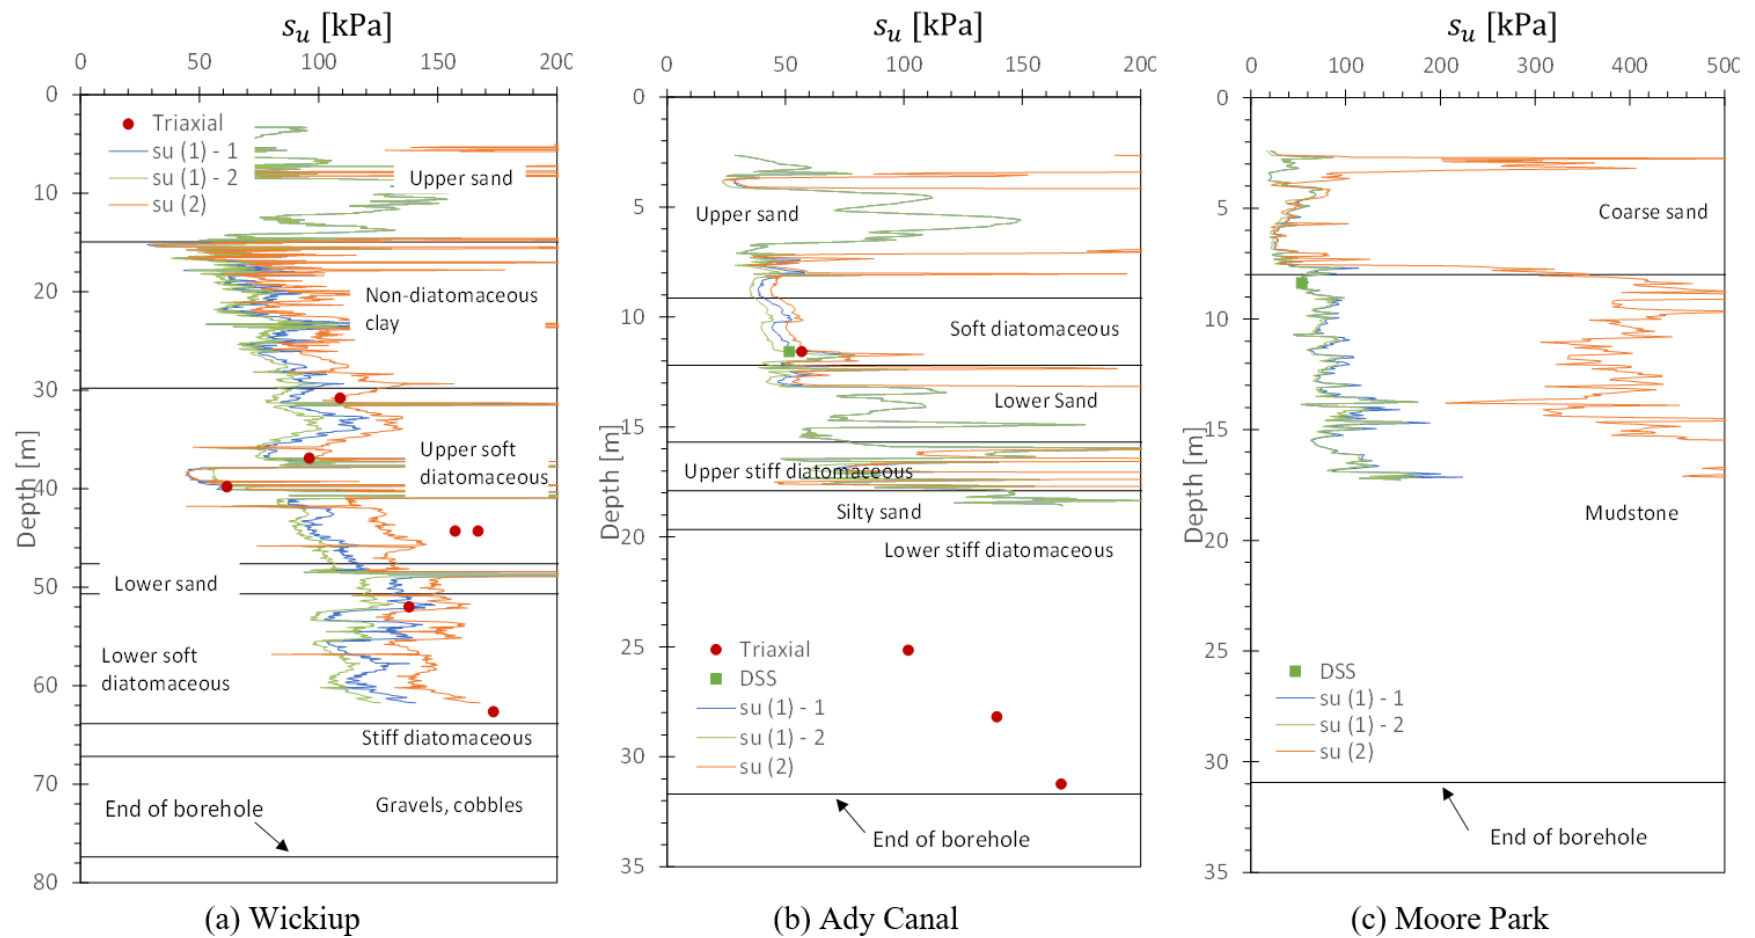 s_u [kPa]
0 50 100 150 200
0
10
20
30
40
50
60
70
80
Depth [m]
Triaxial
su (1) - 1
su (1) - 2
su (2)
Upper sand
Non-diatomaceous
clay
Upper soft
diatomaceous
Lower sand
Lower soft
diatomaceous
Stiff diatomaceous
Gravels, cobbles
End of borehole
(a) Wickiup
s_u [kPa]
0 50 100 150 200
0
5
10
15
20
25
30
35
Depth [m]
Upper sand
Soft diatomaceous
Lower Sand
Upper stiff diatomaceous
Silty sand
Lower stiff diatomaceous
Triaxial
DSS
su (1) - 1
su (1) - 2
su (2)
End of borehole
(b) Ady Canal
s_u [kPa]
0 100 200 300 400 500
0
5
10
15
20
25
30
35
Depth [m]
Coarse sand
Mudstone
DSS
su (1) - 1
su (1) - 2
su (2)
End of borehole
(c) Moore Park